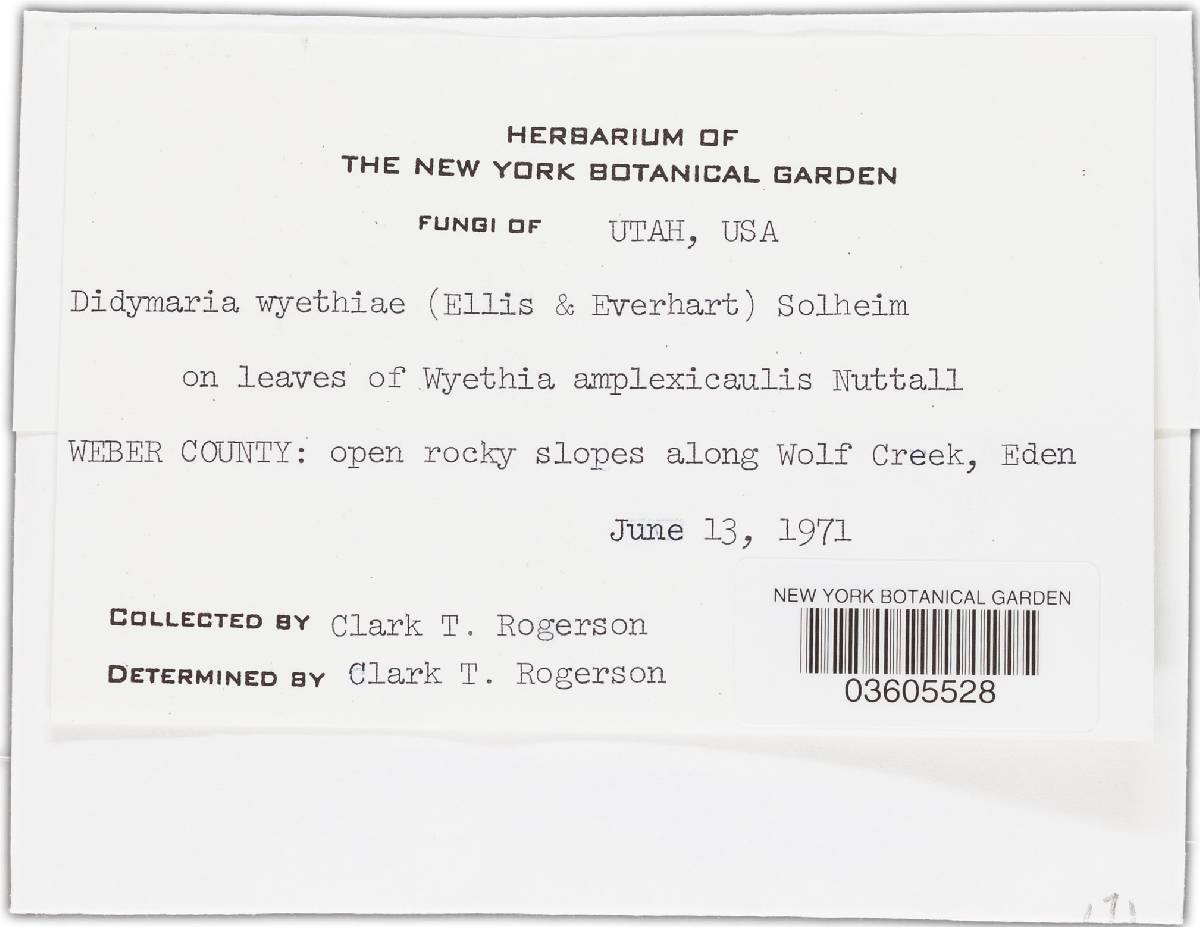 HERBARIUM OF
THE NEW YORK BOTANICAL GARDEN
FUNGI OF UTAH, USA
Didymaria wyethiae (Ellis & Everhart) Solheim
on leaves of Wyethia amplexicaulis Nuttall
WEBER COUNTY: open rocky slopes along Wolf Creek, Eden
June 13, 1971
COLLECTED BY Clark T. Rogerson
DETERMINED BY Clark T. Rogerson
NEW YORK BOTANICAL GARDEN
03605528
(7)